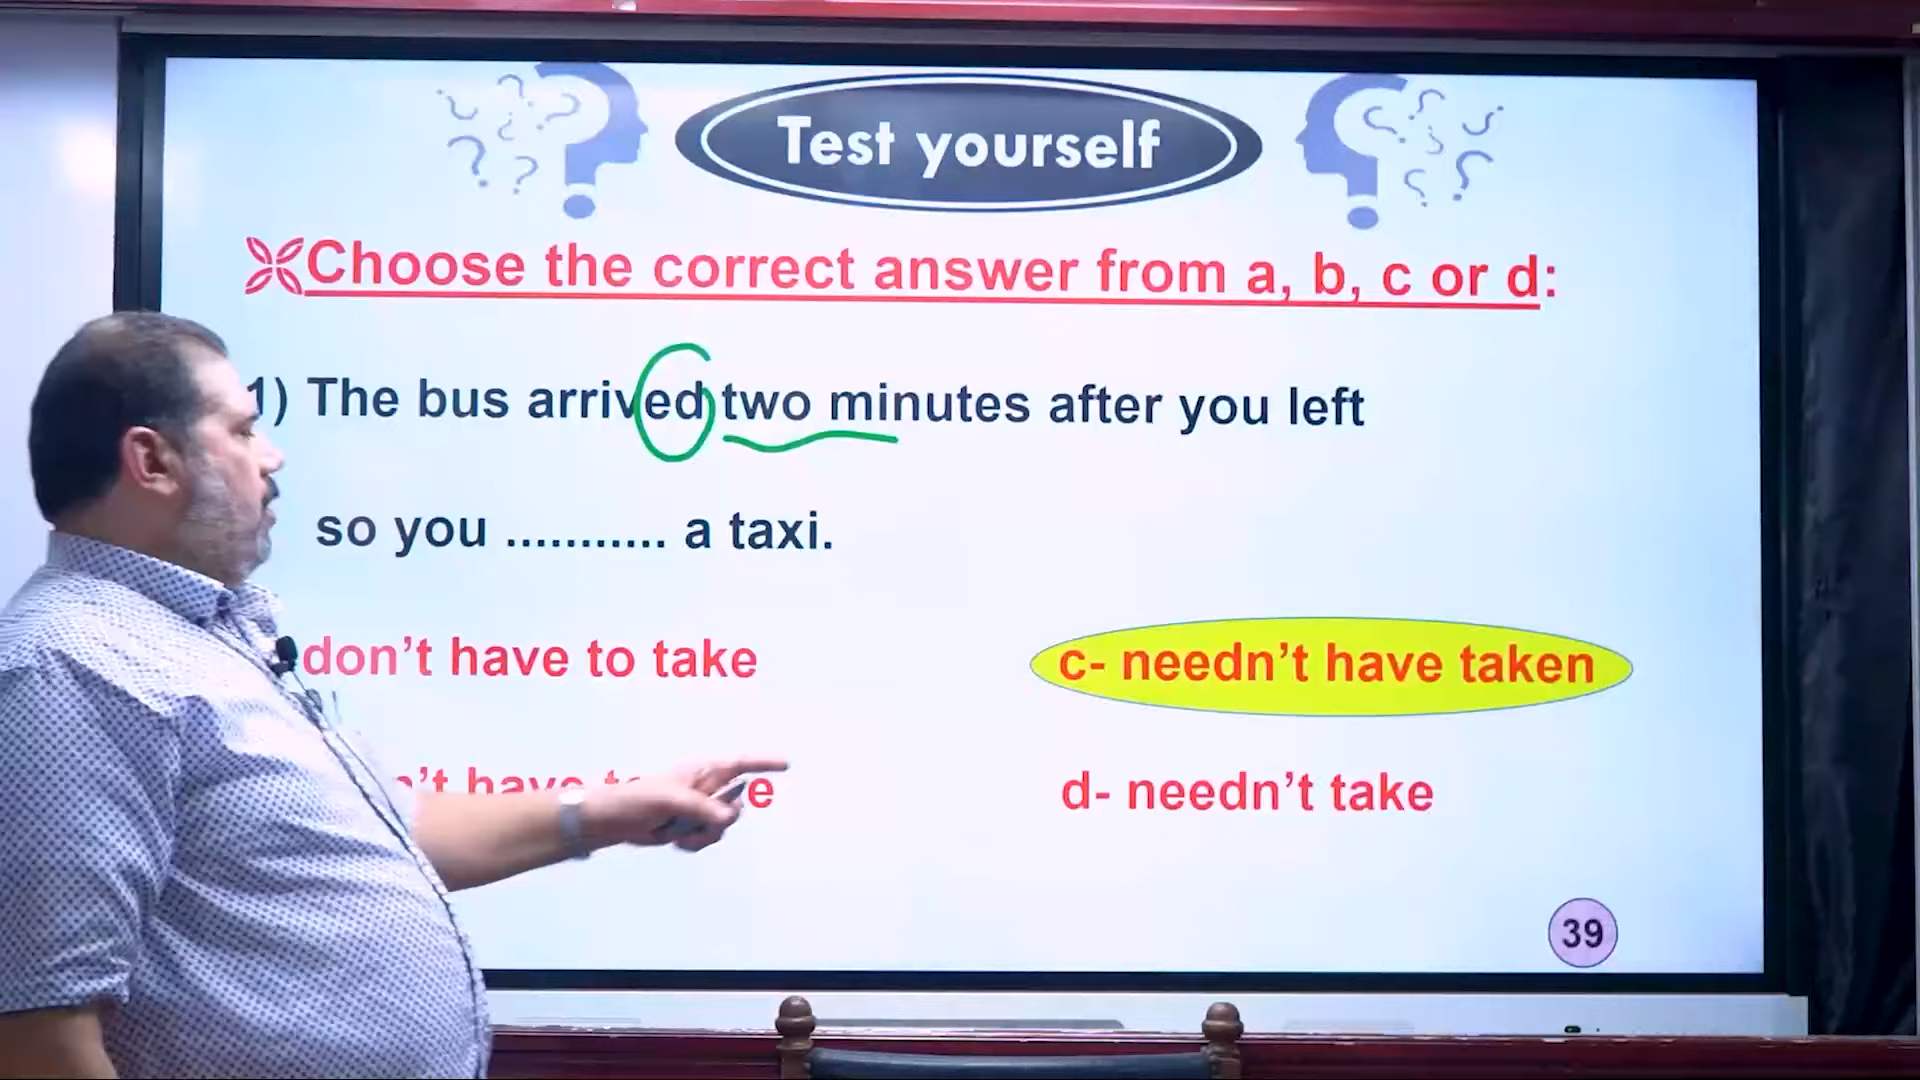 Test yourself
Choose the correct answer from a, b, c or d:
1) The bus arrived two minutes after you left
so you ........... a taxi.
don't have to take
c- needn't have taken
have
d- needn't take
39